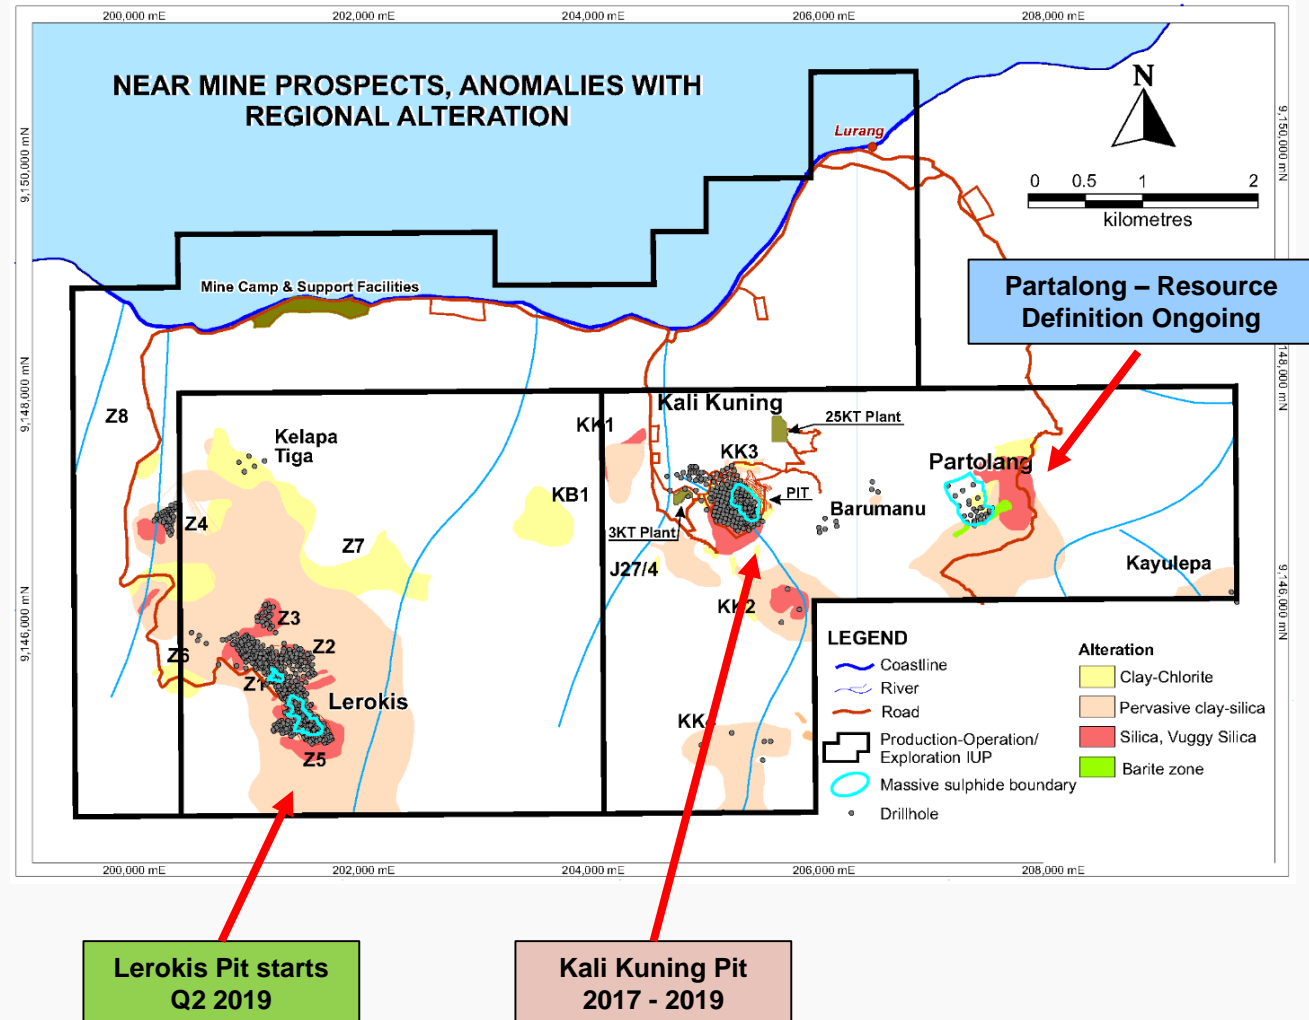 200,000 mE
202,000 mE
204,000 mE
206,000 mE
208,000 mE
NEAR MINE PROSPECTS, ANOMALIES WITH
REGIONAL ALTERATION
N
Lurang
9,150,000 mN
9,150,000 mN
0 0.5 1 2
kilometres
Mine Camp & Support Facilities
Partalong – Resource
Definition Ongoing
9,148,000 mN
148,000 mN
Z8
Kelapa
Tiga
KK1
Kali Kuning
25KT Plant
KK3
Partolang
KB1
PIT
Barumanu
Z4
3KT Plant
Z7
J27/4
Kayulepa
KK2
9,146,000 mN
9,146,000 mN
Z3
Z2
Z6
Z1
Lerokis
Z5
KK
LEGEND
Coastline
River
Road
Production-Operation/
Exploration IUP
Massive sulphide boundary
Drillhole
Alteration
Clay-Chlorite
Pervasive clay-silica
Silica, Vuggy Silica
Barite zone
200,000 mE
202,000 mE
204,000 mE
206,000 mE
208,000 mE
Lerokis Pit starts
Q2 2019
Kali Kuning Pit
2017 - 2019